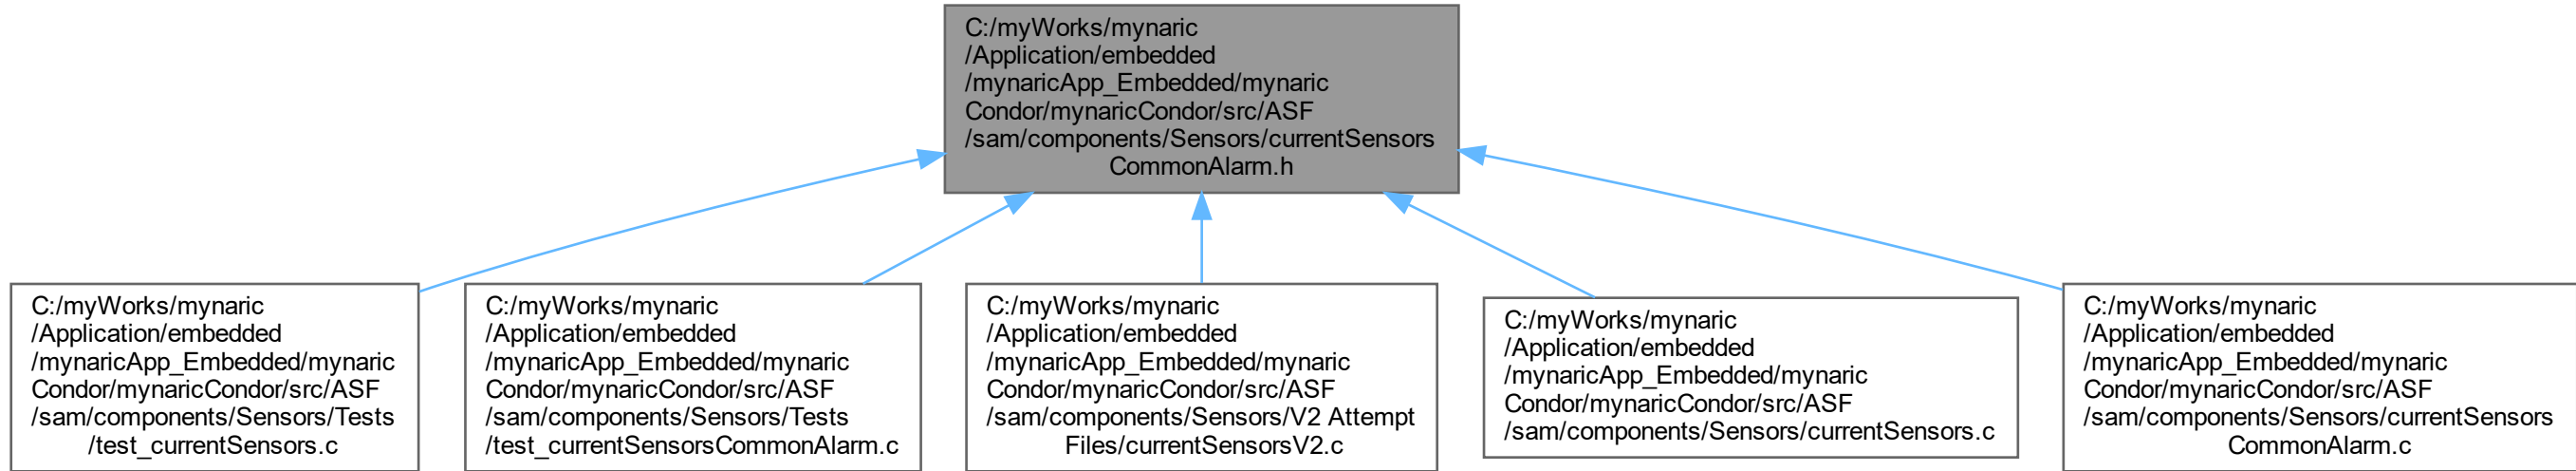 C:/myWorks/mynaric
/Application/embedded
/mynaricApp_Embedded/mynaric
Condor/mynaricCondor/src/ASF
/sam/components/Sensors/currentSensors
CommonAlarm.h
C:/myWorks/mynaric
/Application/embedded
/mynaricApp_Embedded/mynaric
Condor/mynaricCondor/src/ASF
/sam/components/Sensors/Tests
/test_currentSensors.c
C:/myWorks/mynaric
/Application/embedded
/mynaricApp_Embedded/mynaric
Condor/mynaricCondor/src/ASF
/sam/components/Sensors/Tests
/test_currentSensorsCommonAlarm.c
C:/myWorks/mynaric
/Application/embedded
/mynaricApp_Embedded/mynaric
Condor/mynaricCondor/src/ASF
/sam/components/Sensors/V2 Attempt
Files/currentSensorsV2.c
C:/myWorks/mynaric
/Application/embedded
/mynaricApp_Embedded/mynaric
Condor/mynaricCondor/src/ASF
/sam/components/Sensors/currentSensors.c
C:/myWorks/mynaric
/Application/embedded
/mynaricApp_Embedded/mynaric
Condor/mynaricCondor/src/ASF
/sam/components/Sensors/currentSensors
CommonAlarm.c